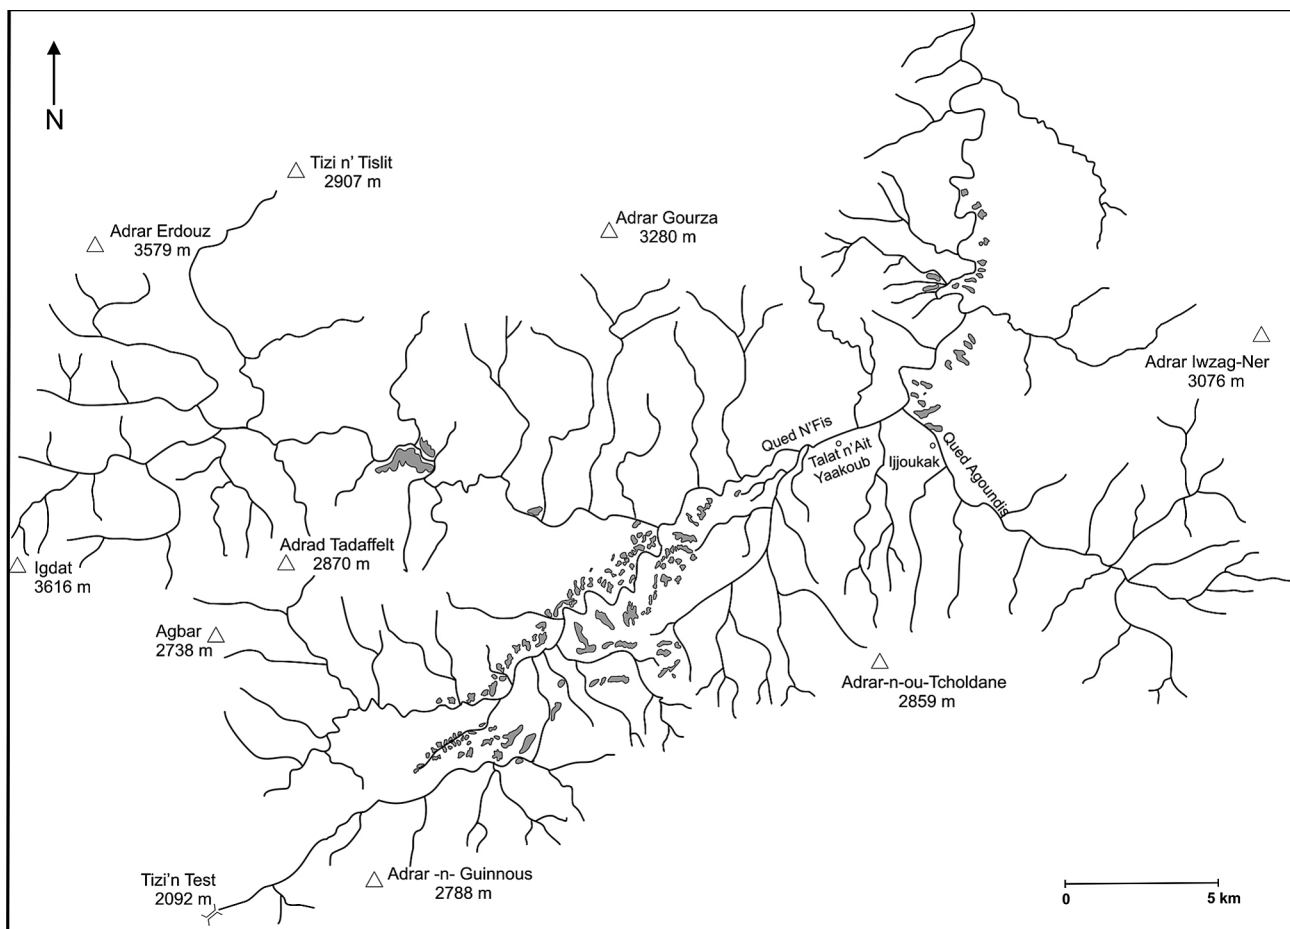 N
Tizi n' Tislit
2907 m
Adrar Erdouz
3579 m
Adrar Gourza
3280 m
Adrar Iwzag-Ner
3076 m
Qued N'Fis
Talat n'Ait
Yaakoub
Ijjoukak
Qued Agoundis
Adrad Tadaffelt
2870 m
Igdat
3616 m
Agbar
2738 m
Adrar-n-ou-Tcholdane
2859 m
Adrar -n- Guinnous
2788 m
Tizi'n Test
2092 m
0 5 km